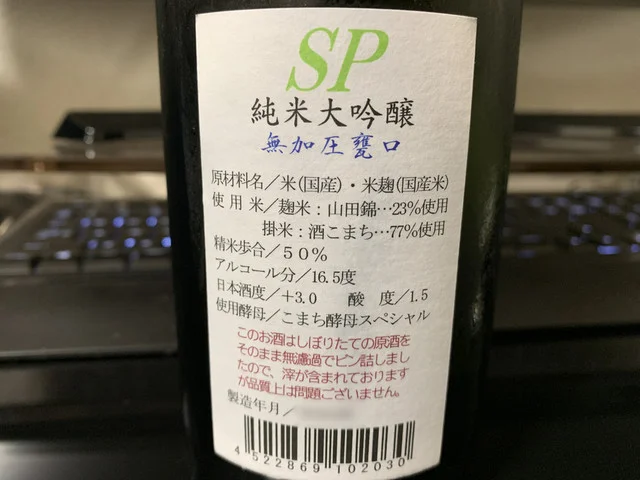 SP
純米大吟醸
無加圧甕口
原材料名／米(国産)・米麹(国産米)
使用米／麹米：山田錦…23%使用
掛米：酒こまち…77%使用
精米歩合／50%
アルコール分／16.5度
日本酒度／+3.0 酸度／1.5
使用酵母／こまち酵母スペシャル
このお酒はしぼりたての原酒を
そのまま無濾過でビン詰しまし
たので、滓が含まれております
が品質上は問題ございません。
製造年月／
4 522869 102030